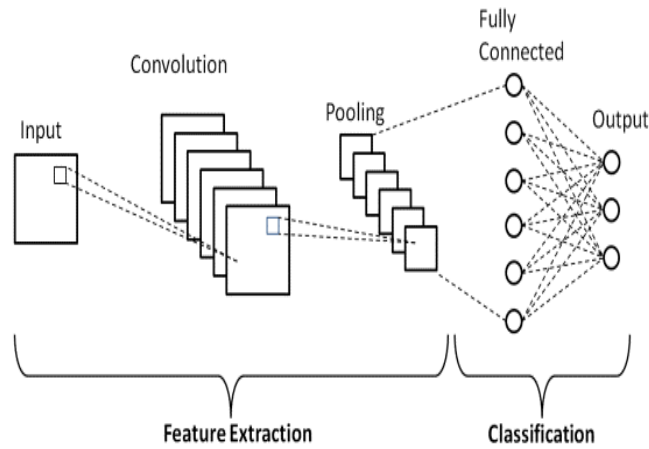 Input
Convolution
Pooling
Fully
Connected
Output
Feature Extraction
Classification